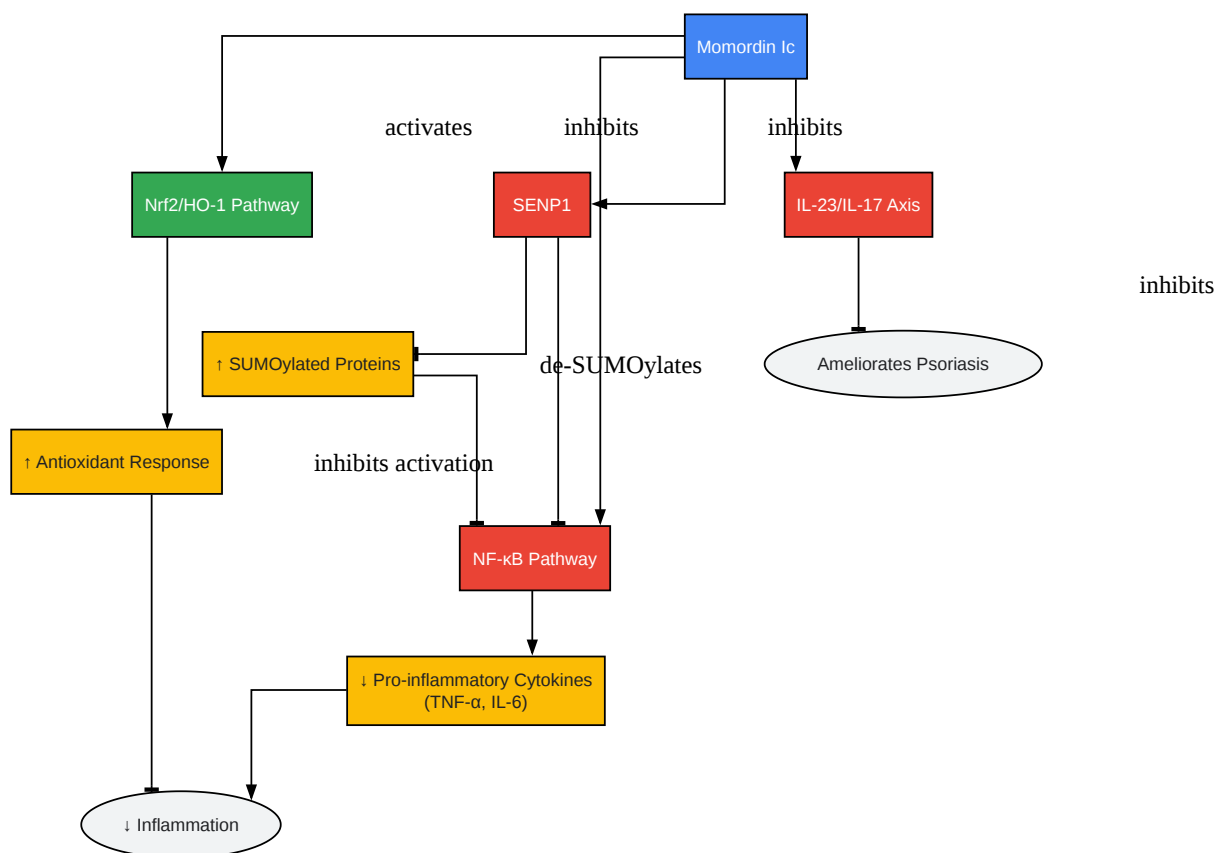 Momordin Ic
activates
inhibits
inhibits
Nrf2/HO-1 Pathway
SENP1
IL-23/IL-17 Axis
inhibits
↑ SUMOylated Proteins
de-SUMOylates
Ameliorates Psoriasis
↑ Antioxidant Response
inhibits activation
NF-κB Pathway
↓ Pro-inflammatory Cytokines
(TNF-α, IL-6)
↓ Inflammation